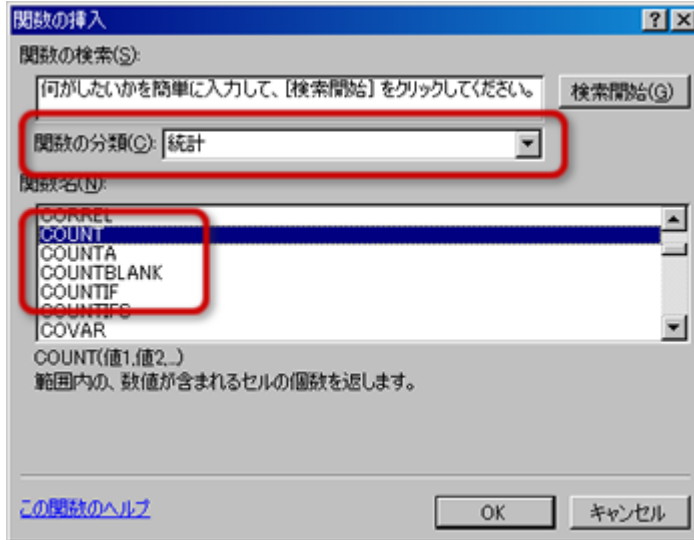 関数の挿入
関数の検索(S):
何がしたいかを簡単に入力して、[検索開始] をクリックしてください。
検索開始(G)
関数の分類(C): 統計
関数名(N):
CORREL
COUNT
COUNTA
COUNTBLANK
COUNTIF
COUNTIFS
COVAR
COUNT(値1,値2,...)
範囲内の、数値が含まれるセルの個数を返します。
この関数のヘルプ
OK
キャンセル